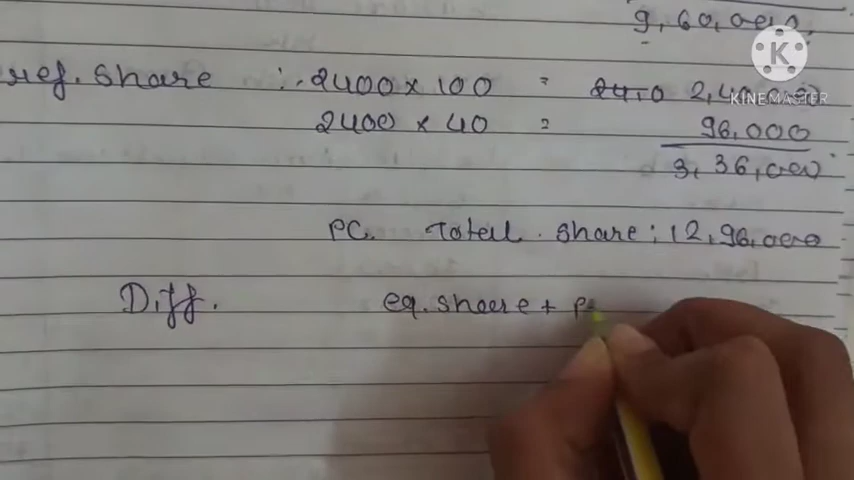 9,60,000
ref. share :- 2400 x 100 = 2,40,000
KINEMASTER
2400 x 40 = 96,000
3,36,000
PC. Total share: 12,96,000
Diff. eq. share + P